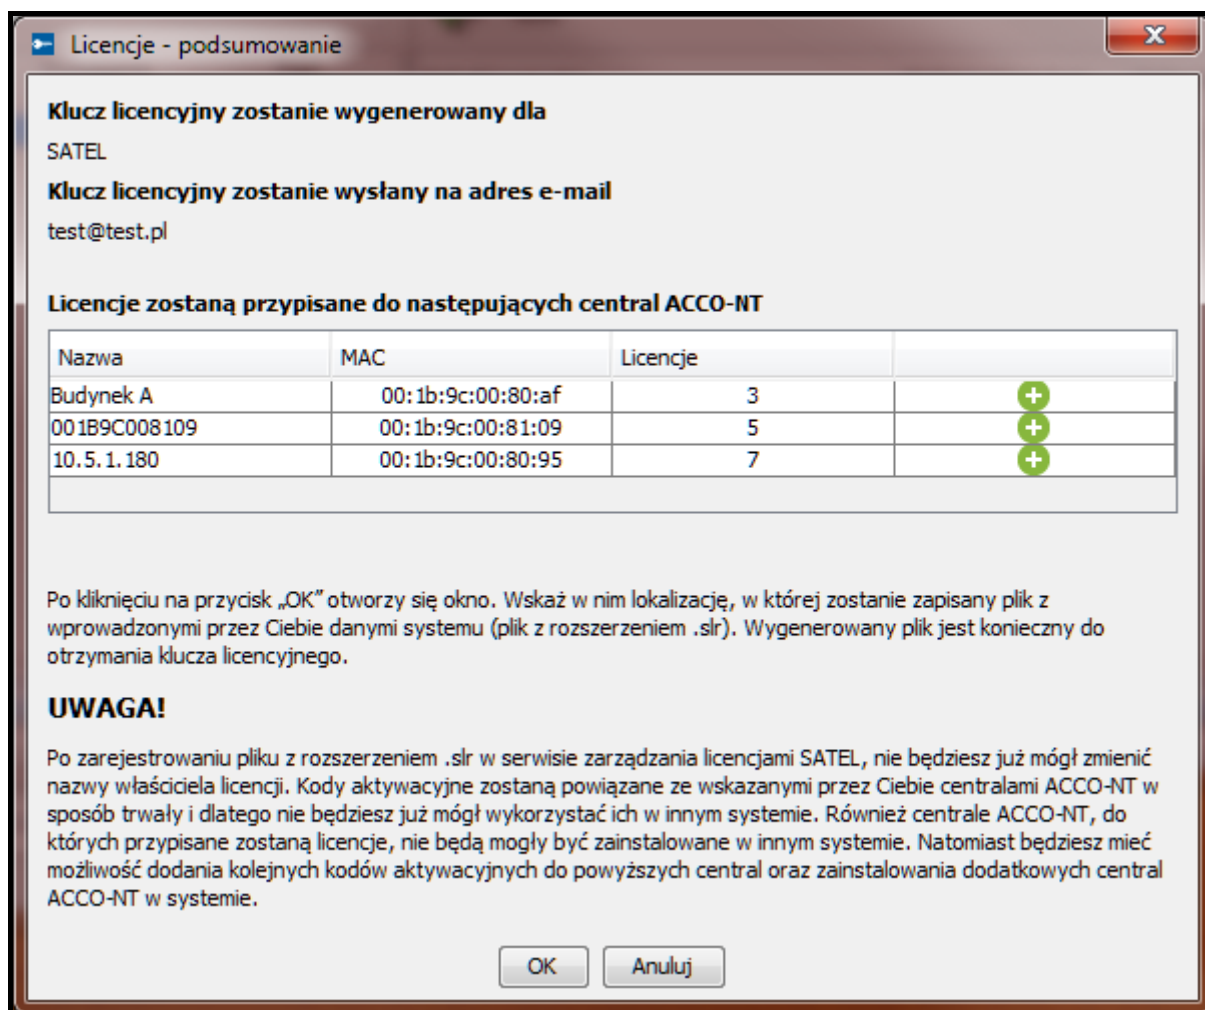 Licencje - podsumowanie
Klucz licencyjny zostanie wygenerowany dla
SATEL
Klucz licencyjny zostanie wysłany na adres e-mail
test@test.pl
Licencje zostaną przypisane do następujących central ACCO-NT
Nazwa MAC Licencje
Budynek A 00:1b:9c:00:80:af 3
001B9C008109 00:1b:9c:00:81:09 5
10.5.1.180 00:1b:9c:00:80:95 7
Po kliknięciu na przycisk „OK” otworzy się okno. Wskaż w nim lokalizację, w której zostanie zapisany plik z
wprowadzonymi przez Ciebie danymi systemu (plik z rozszerzeniem .slr). Wygenerowany plik jest konieczny do
otrzymania klucza licencyjnego.
UWAGA!
Po zarejestrowaniu pliku z rozszerzeniem .slr w serwisie zarządzania licencjami SATEL, nie będziesz już mógł zmienić
nazwy właściciela licencji. Kody aktywacyjne zostaną powiązane ze wskazanymi przez Ciebie centralami ACCO-NT w
sposób trwały i dlatego nie będziesz już mógł wykorzystać ich w innym systemie. Również centrale ACCO-NT, do
których przypisane zostaną licencje, nie będą mogły być zainstalowane w innym systemie. Natomiast będziesz mieć
możliwość dodania kolejnych kodów aktywacyjnych do powyższych central oraz zainstalowania dodatkowych central
ACCO-NT w systemie.
OK Anuluj